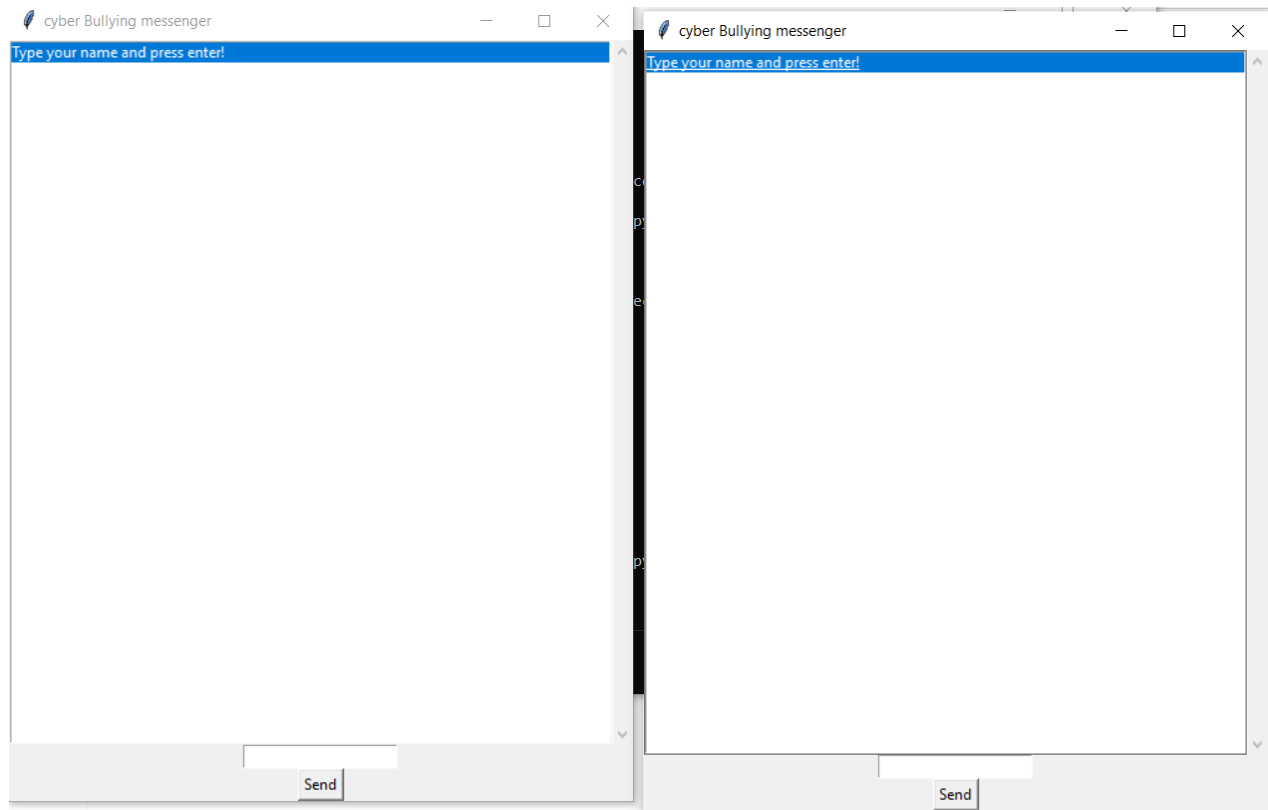 cyber Bullying messenger
Type your name and press enter!
Send
cyber Bullying messenger
Type your name and press enter!
Send